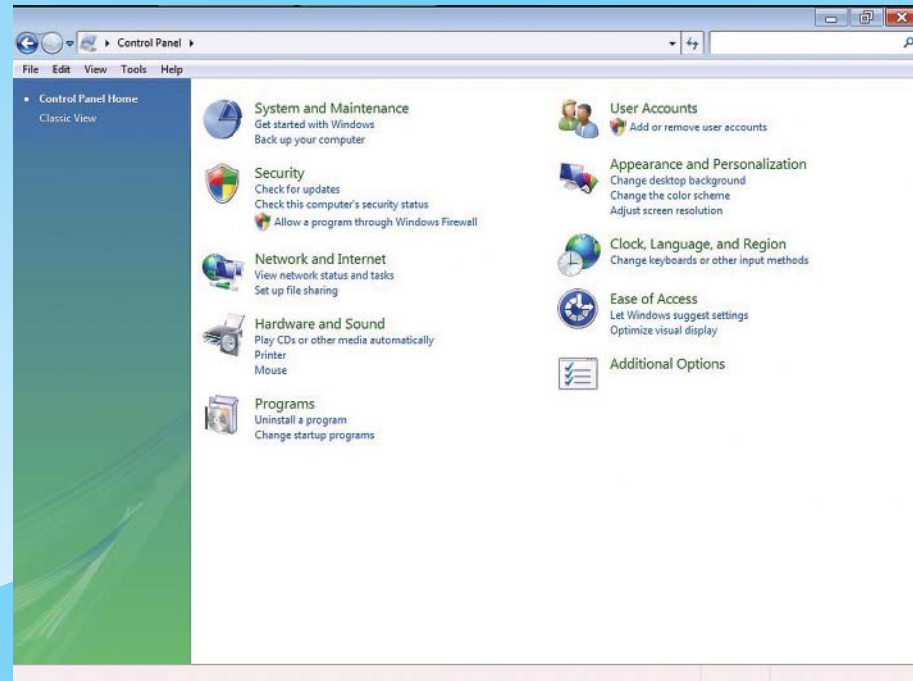 Control Panel
File Edit View Tools Help
Control Panel Home
Classic View
System and Maintenance
Get started with Windows
Back up your computer
Security
Check for updates
Check this computer's security status
Allow a program through Windows Firewall
Network and Internet
View network status and tasks
Set up file sharing
Hardware and Sound
Play CDs or other media automatically
Printer
Mouse
Programs
Uninstall a program
Change startup programs
User Accounts
Add or remove user accounts
Appearance and Personalization
Change desktop background
Change the color scheme
Adjust screen resolution
Clock, Language, and Region
Change keyboards or other input methods
Ease of Access
Let Windows suggest settings
Optimize visual display
Additional Options